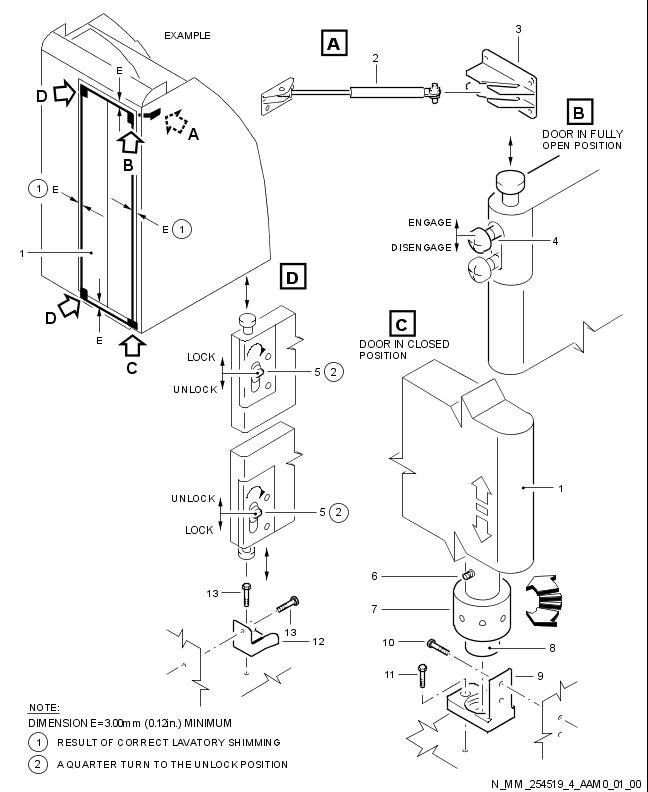 EXAMPLE
A
2
3
E
D
A
B
B
DOOR IN FULLY
OPEN POSITION
1 E
E 1
ENGAGE
DISENGAGE
4
1
D
E
C
D
C
DOOR IN CLOSED
POSITION
LOCK
UNLOCK
5 2
UNLOCK
LOCK
5 2
1
6
7
8
13
13
12
10
11
9
NOTE:
DIMENSION E=3.00mm (0.12in.) MINIMUM
1 RESULT OF CORRECT LAVATORY SHIMMING
2 A QUARTER TURN TO THE UNLOCK POSITION
N_MM_254519_4_AAM0_01_00